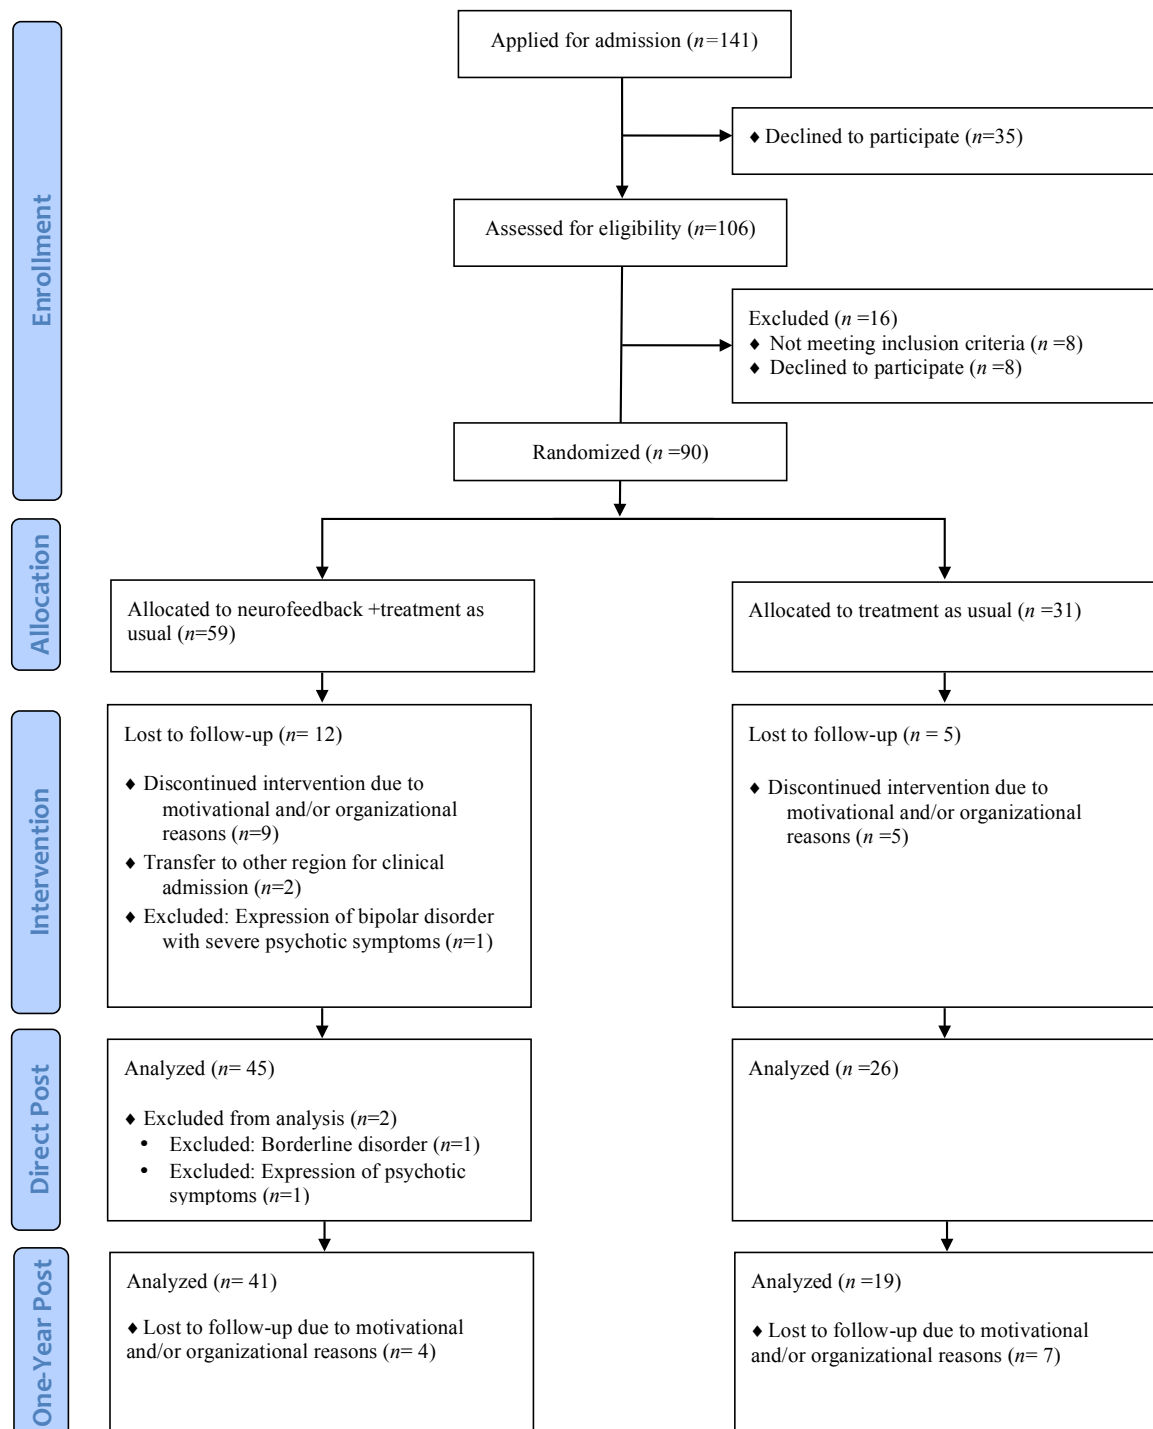 Enrollment
Applied for admission (n=141)
♦ Declined to participate (n=35)
Assessed for eligibility (n=106)
Excluded (n =16)
♦ Not meeting inclusion criteria (n =8)
♦ Declined to participate (n =8)
Randomized (n =90)
Allocation
Allocated to neurofeedback +treatment as
usual (n=59)
Allocated to treatment as usual (n =31)
Intervention
Lost to follow-up (n= 12)
♦ Discontinued intervention due to
motivational and/or organizational
reasons (n=9)
♦ Transfer to other region for clinical
admission (n=2)
♦ Excluded: Expression of bipolar disorder
with severe psychotic symptoms (n=1)
Lost to follow-up (n = 5)
♦ Discontinued intervention due to
motivational and/or organizational
reasons (n =5)
Direct Post
Analyzed (n= 45)
♦ Excluded from analysis (n=2)
• Excluded: Borderline disorder (n=1)
• Excluded: Expression of psychotic
symptoms (n=1)
Analyzed (n =26)
One-Year Post
Analyzed (n= 41)
♦ Lost to follow-up due to motivational
and/or organizational reasons (n= 4)
Analyzed (n =19)
♦ Lost to follow-up due to motivational
and/or organizational reasons (n= 7)